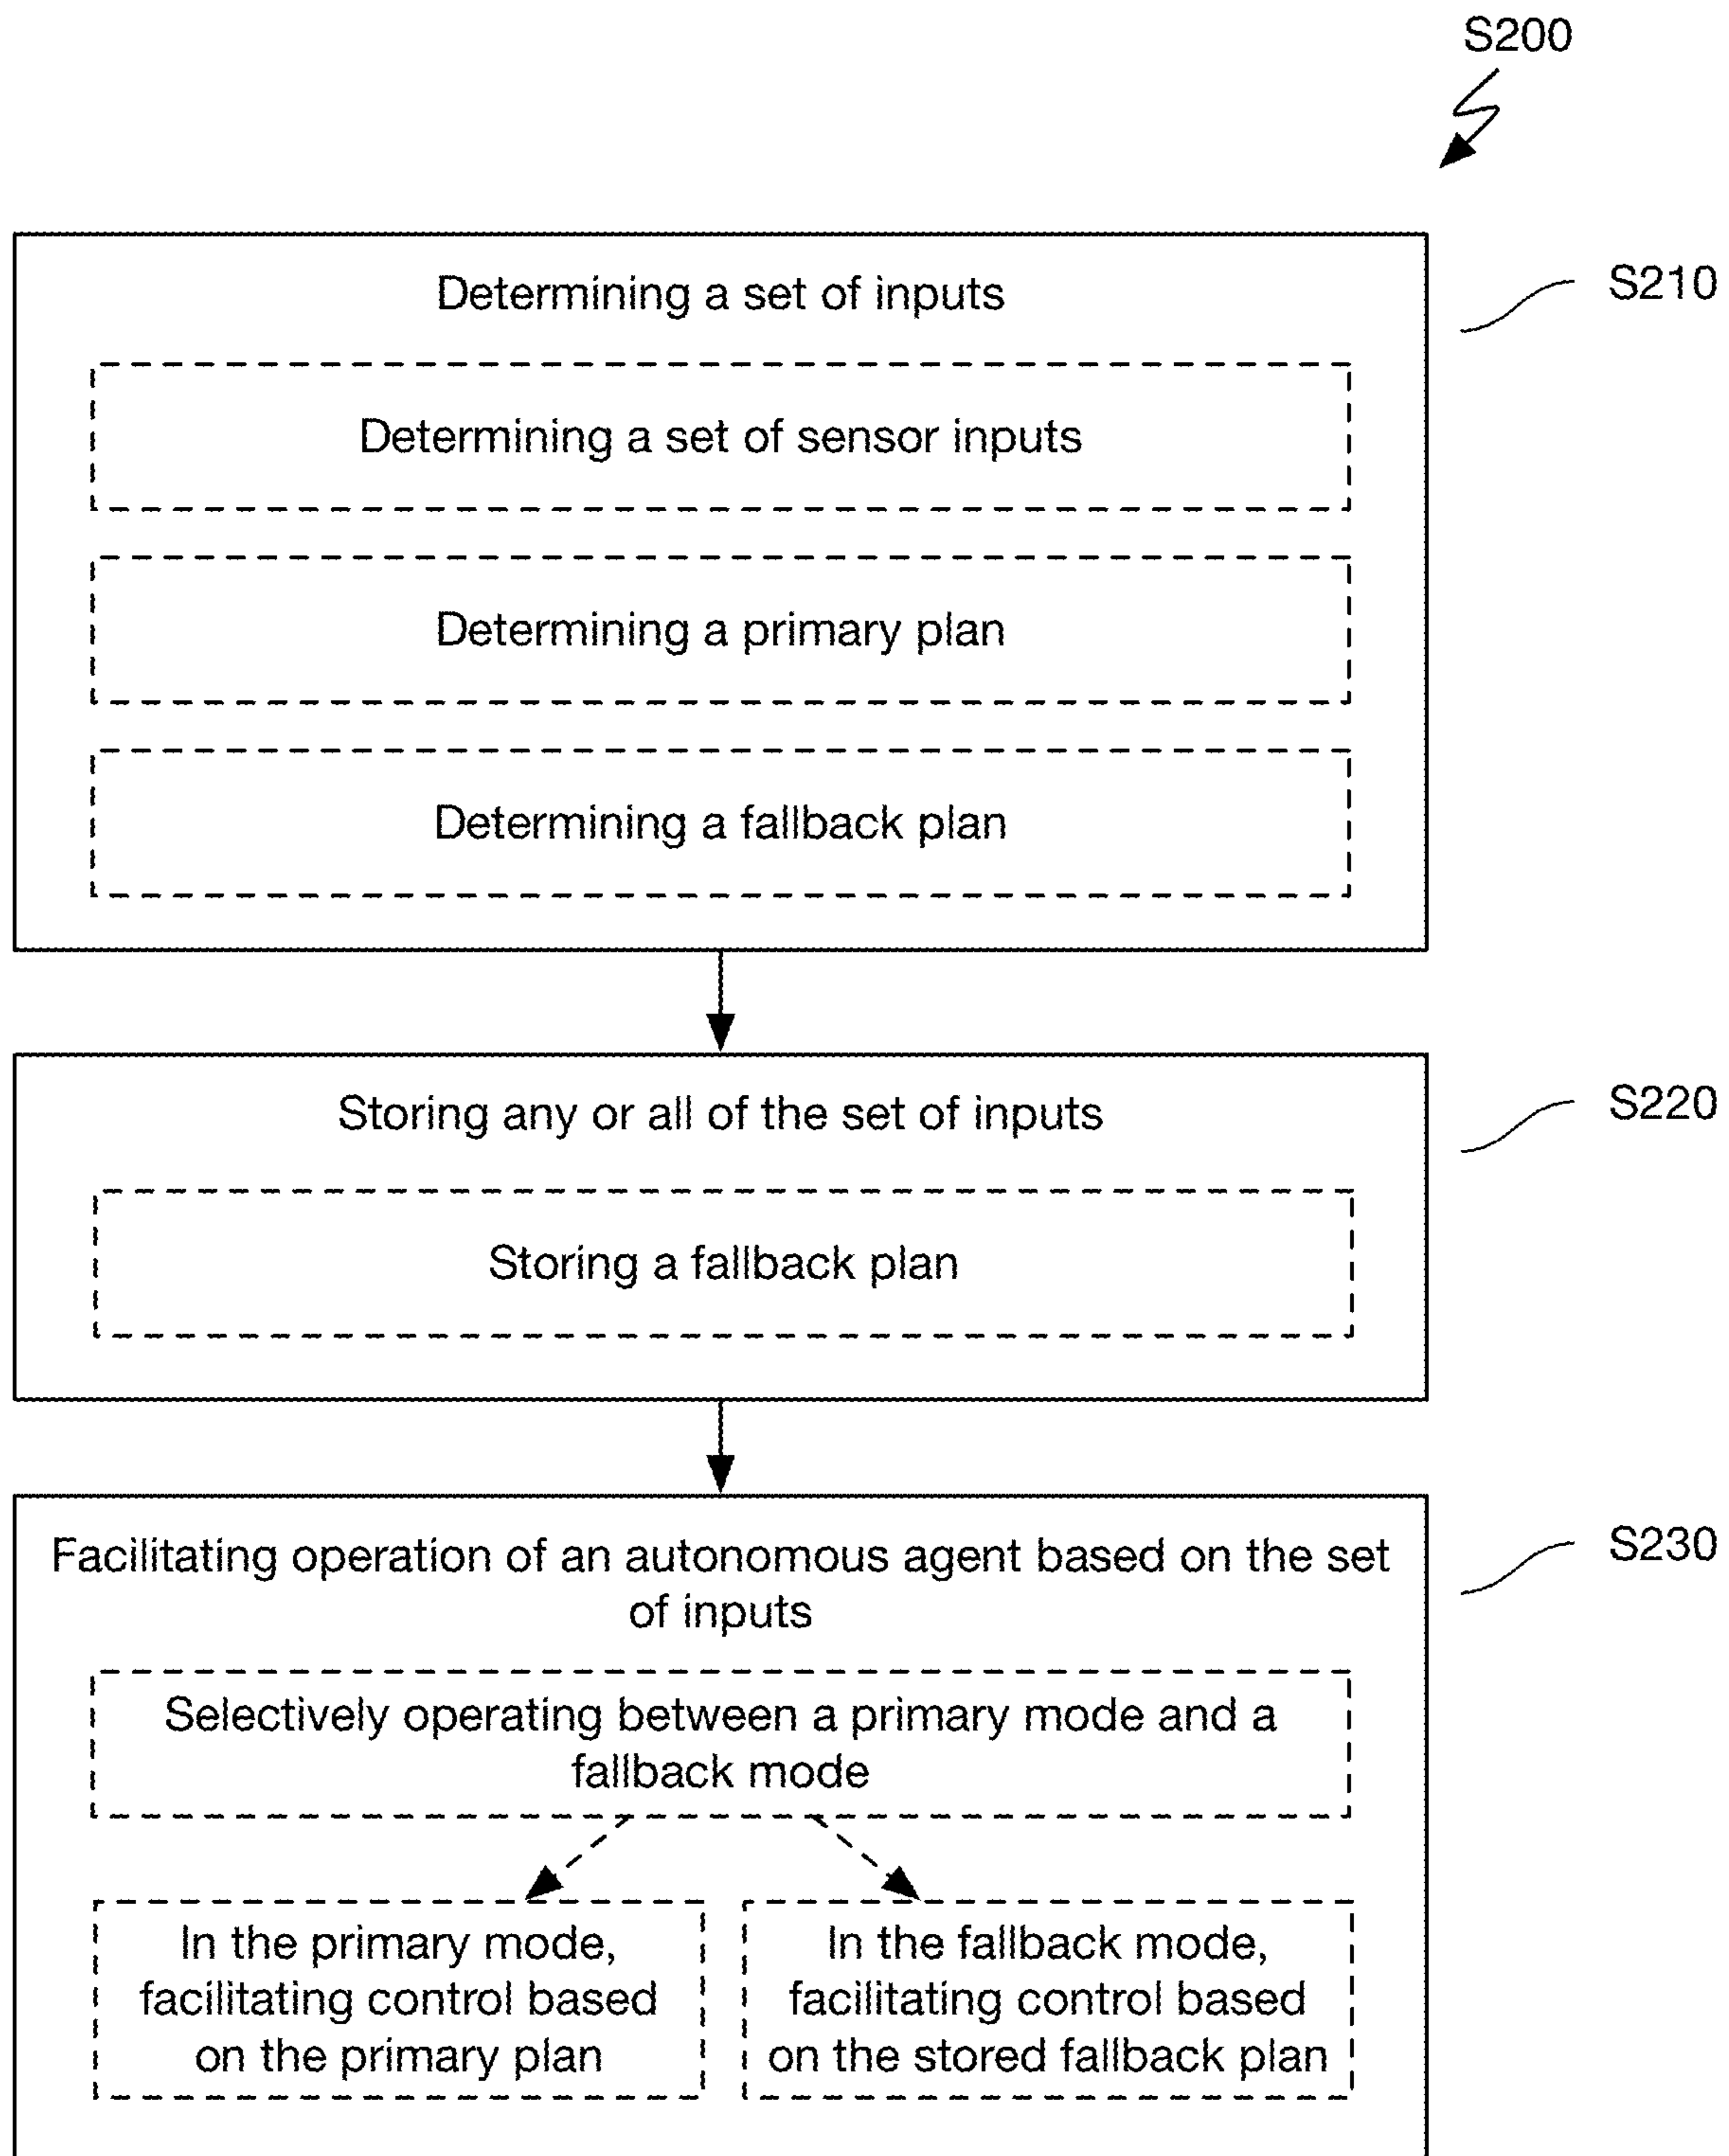 S200
Determining a set of inputs
S210
Determining a set of sensor inputs
Determining a primary plan
Determining a fallback plan
Storing any or all of the set of inputs
S220
Storing a fallback plan
Facilitating operation of an autonomous agent based on the set
of inputs
S230
Selectively operating between a primary mode and a
fallback mode
In the primary mode,
facilitating control based
on the primary plan
In the fallback mode,
facilitating control based
on the stored fallback plan